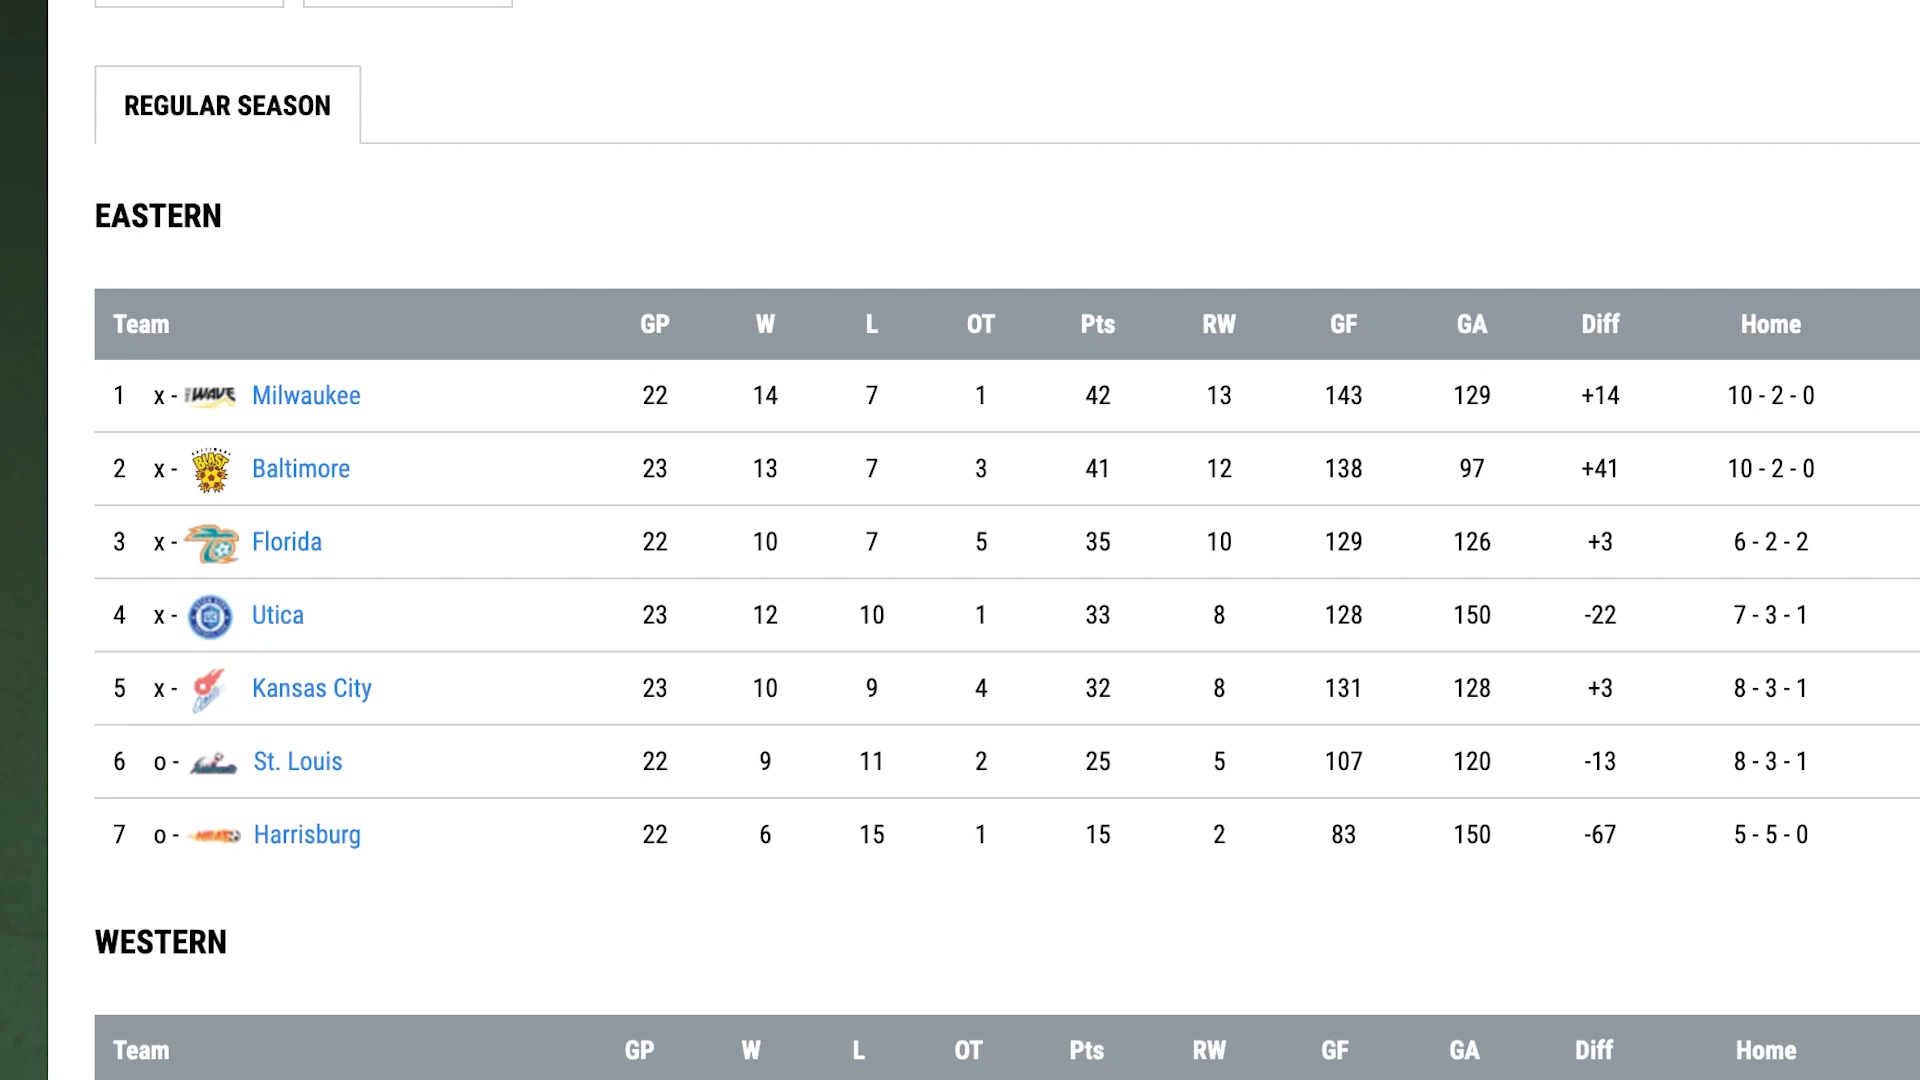 REGULAR SEASON
EASTERN
Team GP W L OT Pts RW GF GA Diff Home
1 x - WAVE Milwaukee 22 14 7 1 42 13 143 129 +14 10 - 2 - 0
2 x - BALTIMORE BLAST Baltimore 23 13 7 3 41 12 138 97 +41 10 - 2 - 0
3 x - Florida 22 10 7 5 35 10 129 126 +3 6 - 2 - 2
4 x - Utica 23 12 10 1 33 8 128 150 -22 7 - 3 - 1
5 x - Kansas City 23 10 9 4 32 8 131 128 +3 8 - 3 - 1
6 o - St. Louis 22 9 11 2 25 5 107 120 -13 8 - 3 - 1
7 o - HEAT Harrisburg 22 6 15 1 15 2 83 150 -67 5 - 5 - 0
WESTERN
Team GP W L OT Pts RW GF GA Diff Home